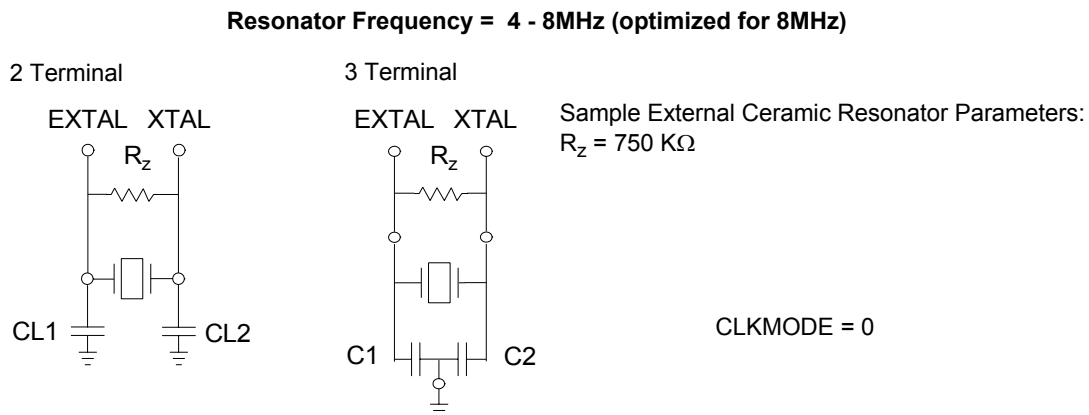 Resonator Frequency = 4 - 8MHz (optimized for 8MHz)
2 Terminal
3 Terminal
EXTAL XTAL
EXTAL XTAL
Sample External Ceramic Resonator Parameters:
Rz = 750 KΩ
Rz
Rz
CL1
CL2
C1
C2
CLKMODE = 0